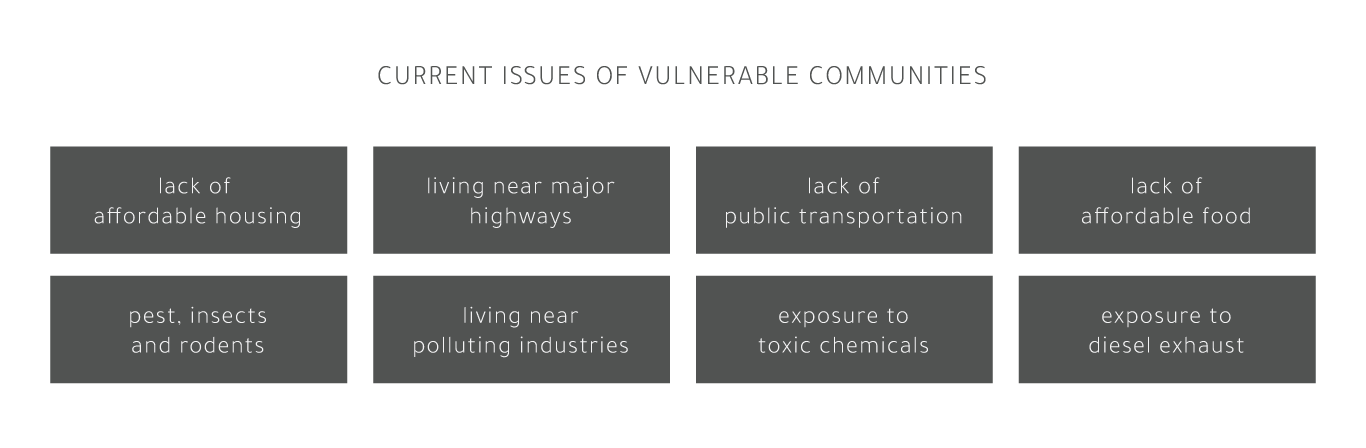 CURRENT ISSUES OF VULNERABLE COMMUNITIES
lack of
affordable housing
living near major
highways
lack of
public transportation
lack of
affordable food
pest, insects
and rodents
living near
polluting industries
exposure to
toxic chemicals
exposure to
diesel exhaust